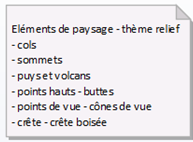 Eléments de paysage - thème relief
- cols
- sommets
- puys et volcans
- points hauts - buttes
- points de vue - cônes de vue
- crête - crête boisée